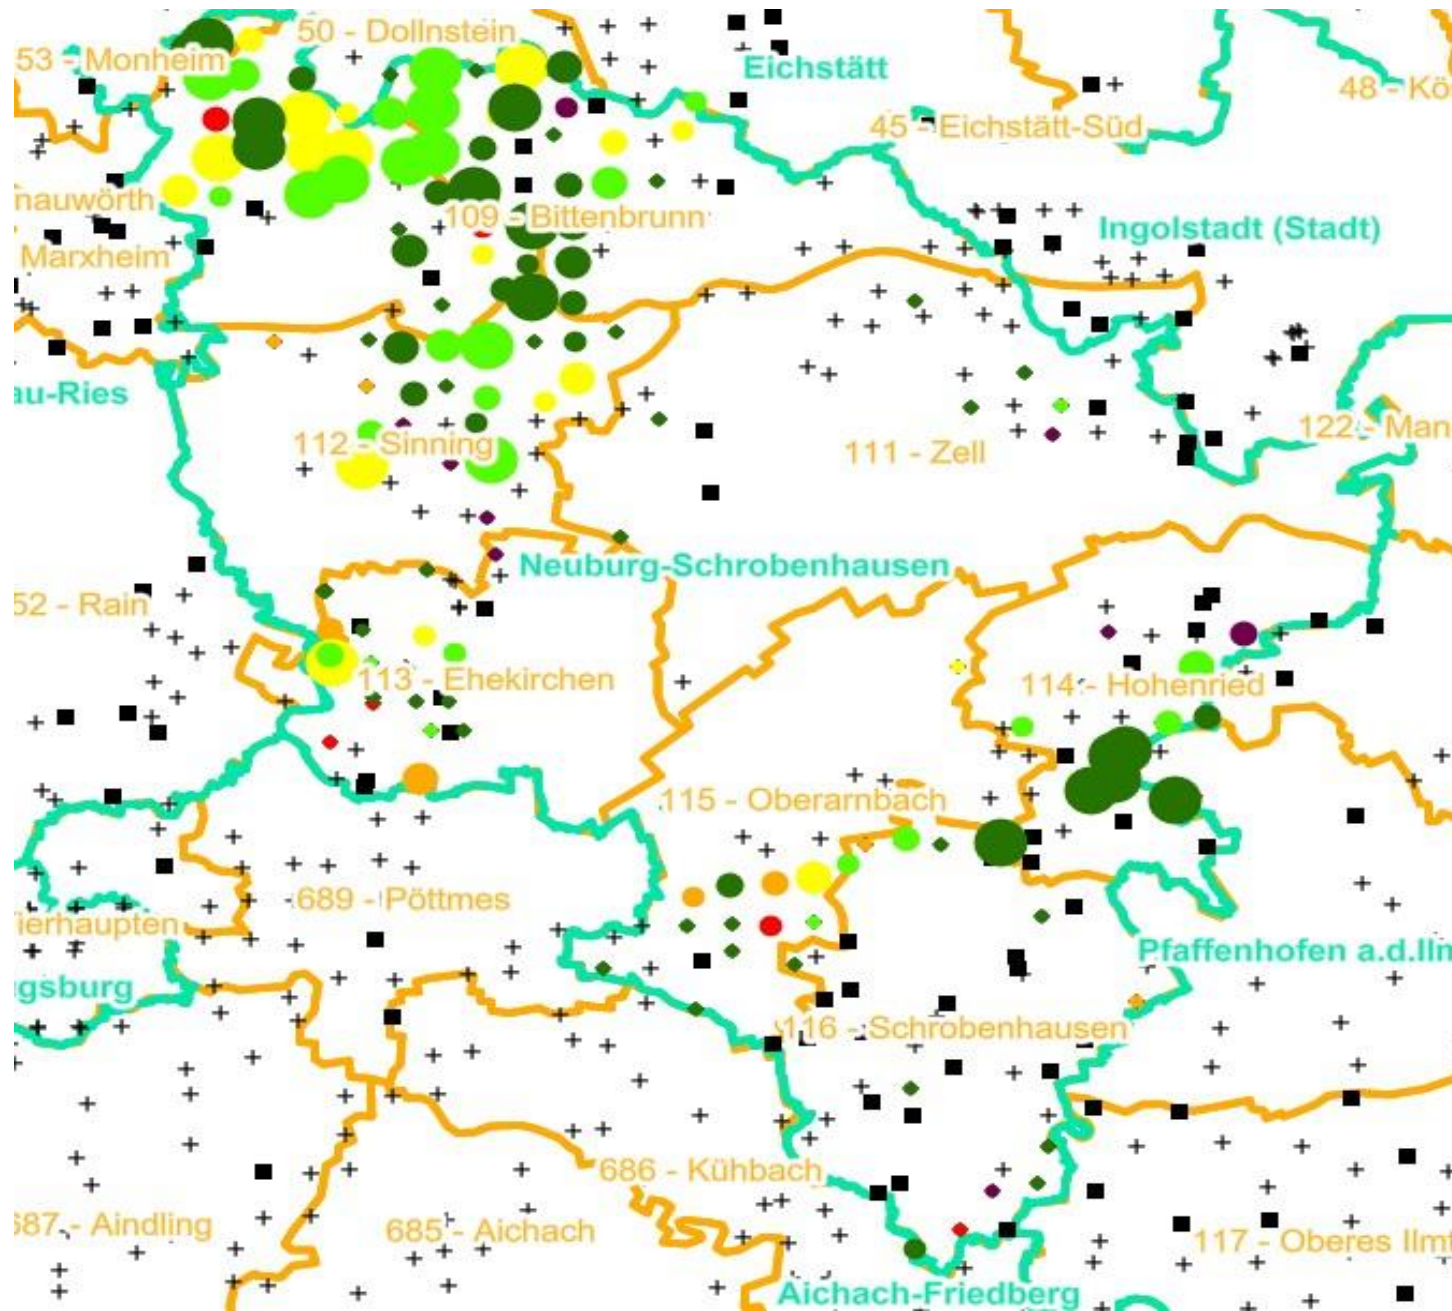 50 - Dollnstein
53 - Monheim
Eichstätt
48 - Kö
45 - Eichstätt-Süd
nauwörth
109 - Bittenbrunn
Ingolstadt (Stadt)
Marxheim
au-Ries
122 - Man
112 - Sinning
111 - Zell
Neuburg-Schrobenhausen
52 - Rain
113 - Ehekirchen
114 - Hohenried
115 - Oberarnbach
689 - Pöttmes
ierhaupten
Pfaffenhofen a.d.Ilm
gsburg
116 - Schrobenhausen
686 - Kühbach
687 - Aindling
685 - Aichach
117 - Oberes Ilmt
Aichach-Friedberg